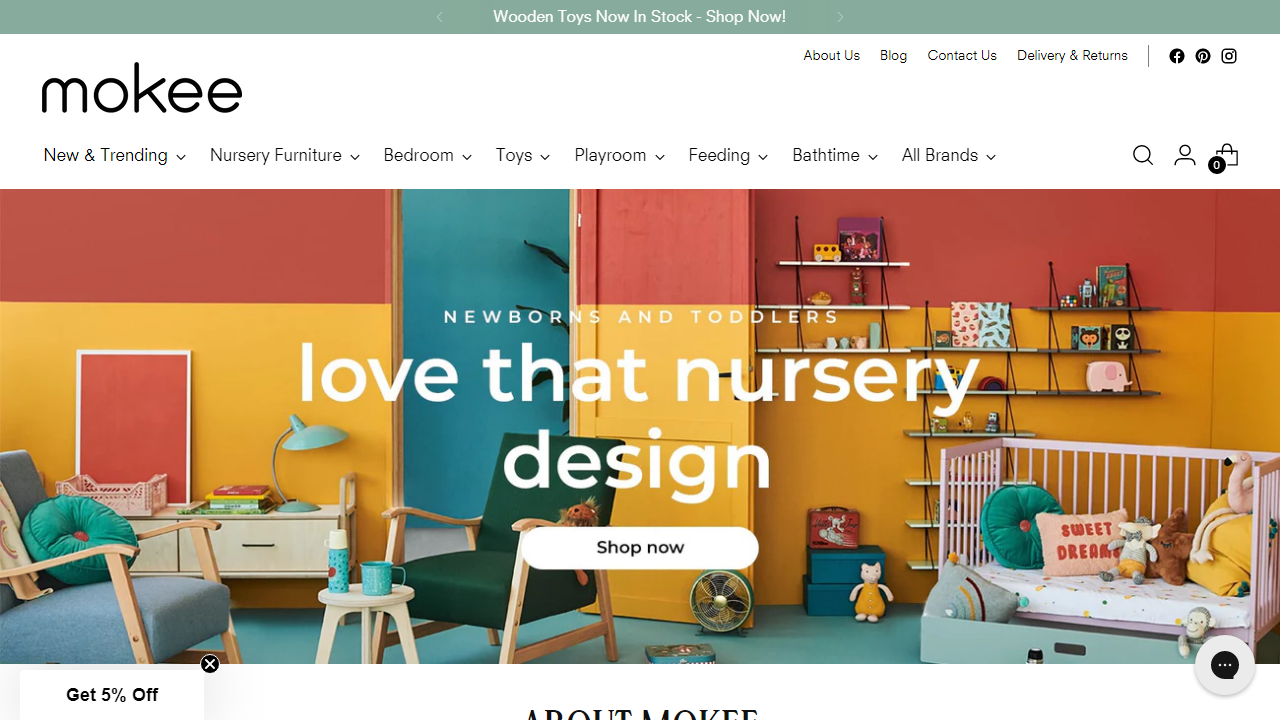 Wooden Toys Now In Stock - Shop Now!
About Us
Blog
Contact Us
Delivery & Returns
mokee
New & Trending
Nursery Furniture
Bedroom
Toys
Playroom
Feeding
Bathtime
All Brands
0
NEWBORNS AND TODDLERS
love that nursery
design
Shop now
SWEET
DREAMS
Get 5% Off
ABOUT MOKEE